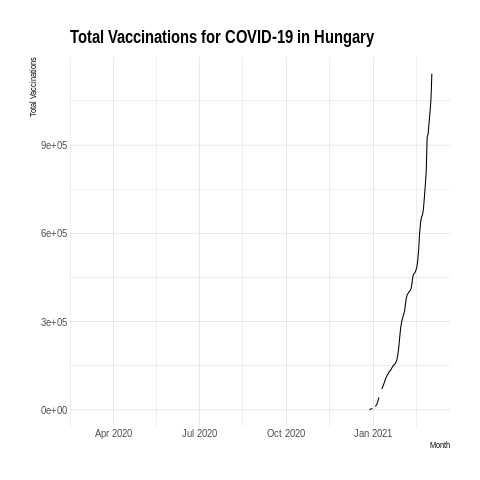 Total Vaccinations for COVID-19 in Hungary
Total Vaccinations
9e+05
6e+05
3e+05
0e+00
Apr 2020
Jul 2020
Oct 2020
Jan 2021
Month